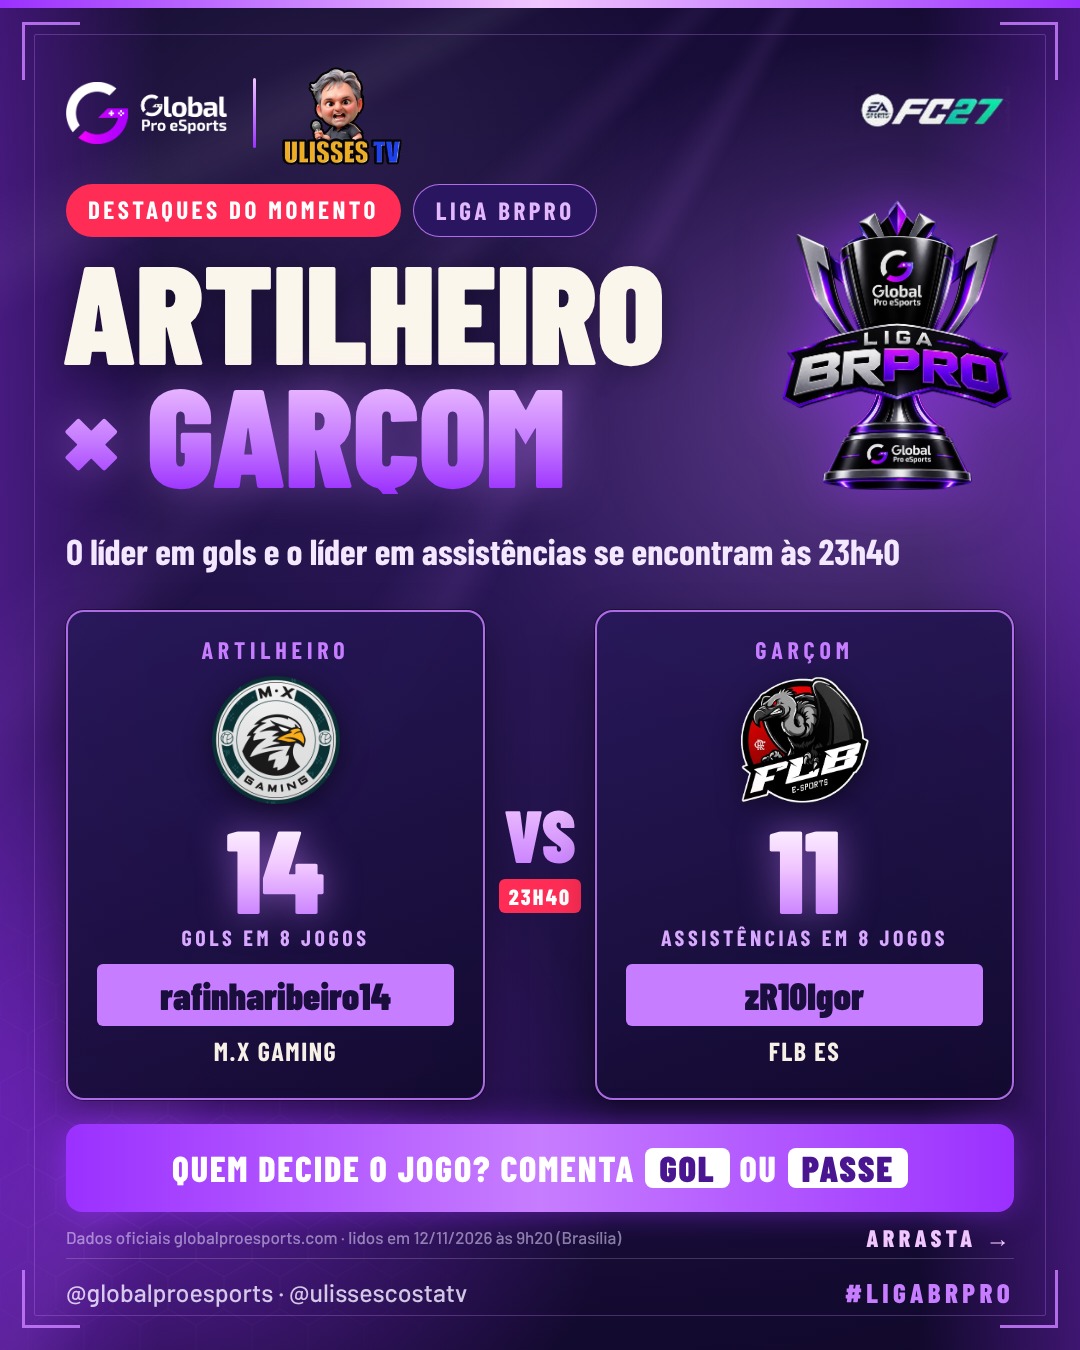 Global
Pro eSports
ULISSES TV
EA SPORTS FC27
DESTAQUES DO MOMENTO
LIGA BRPRO
ARTILHEIRO
× GARÇOM
Global
Pro eSports
LIGA
BRPRO
Global
Pro eSports
O líder em gols e o líder em assistências se encontram às 23h40
ARTILHEIRO
M·X
GAMING
14
GOLS EM 8 JOGOS
rafinharibeiro14
M.X GAMING
VS
23H40
GARÇOM
FLB
E-SPORTS
11
ASSISTÊNCIAS EM 8 JOGOS
zR10Igor
FLB ES
QUEM DECIDE O JOGO? COMENTA GOL OU PASSE
Dados oficiais globalproesports.com · lidos em 12/11/2026 às 9h20 (Brasília)
ARRASTA →
@globalproesports · @ulissescostatv
#LIGABRPRO